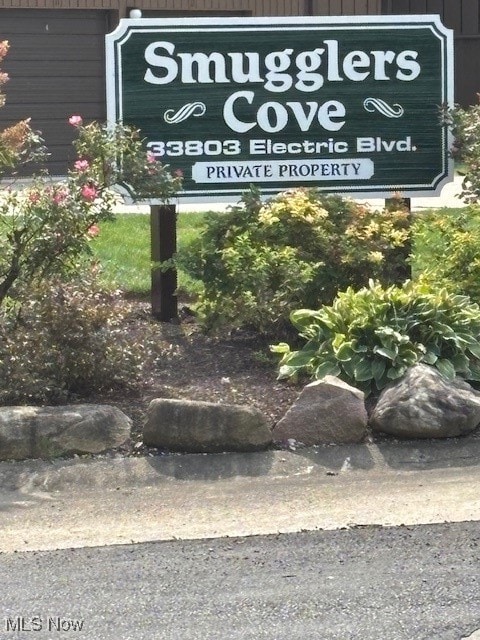 Smugglers
Cove
33803 Electric Blvd.
PRIVATE PROPERTY
MLS Now